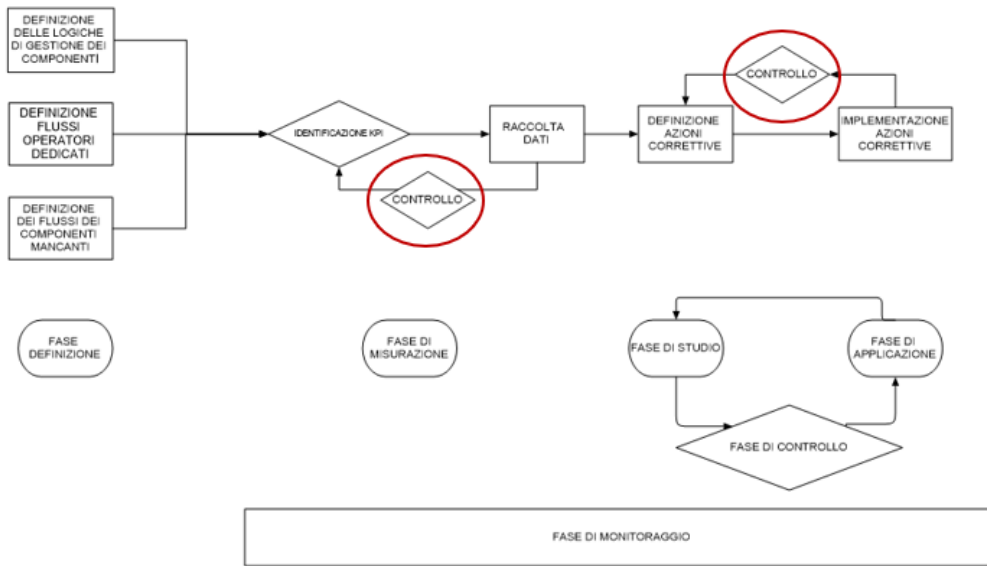 DEFINIZIONE
DELLE LOGICHE
DI GESTIONE DEI
COMPONENTI
DEFINIZIONE
FLUSSI
OPERATORI
DEDICATI
DEFINIZIONE
DEI FLUSSI DEI
COMPONENTI
MANCANTI
IDENTIFICAZIONE KPI
CONTROLLO
RACCOLTA
DATI
CONTROLLO
DEFINIZIONE
AZIONI
CORRETTIVE
IMPLEMENTAZIONE
AZIONI
CORRETTIVE
FASE
DEFINIZIONE
FASE DI
MISURAZIONE
FASE DI STUDIO
FASE DI
APPLICAZIONE
FASE DI CONTROLLO
FASE DI MONITORAGGIO